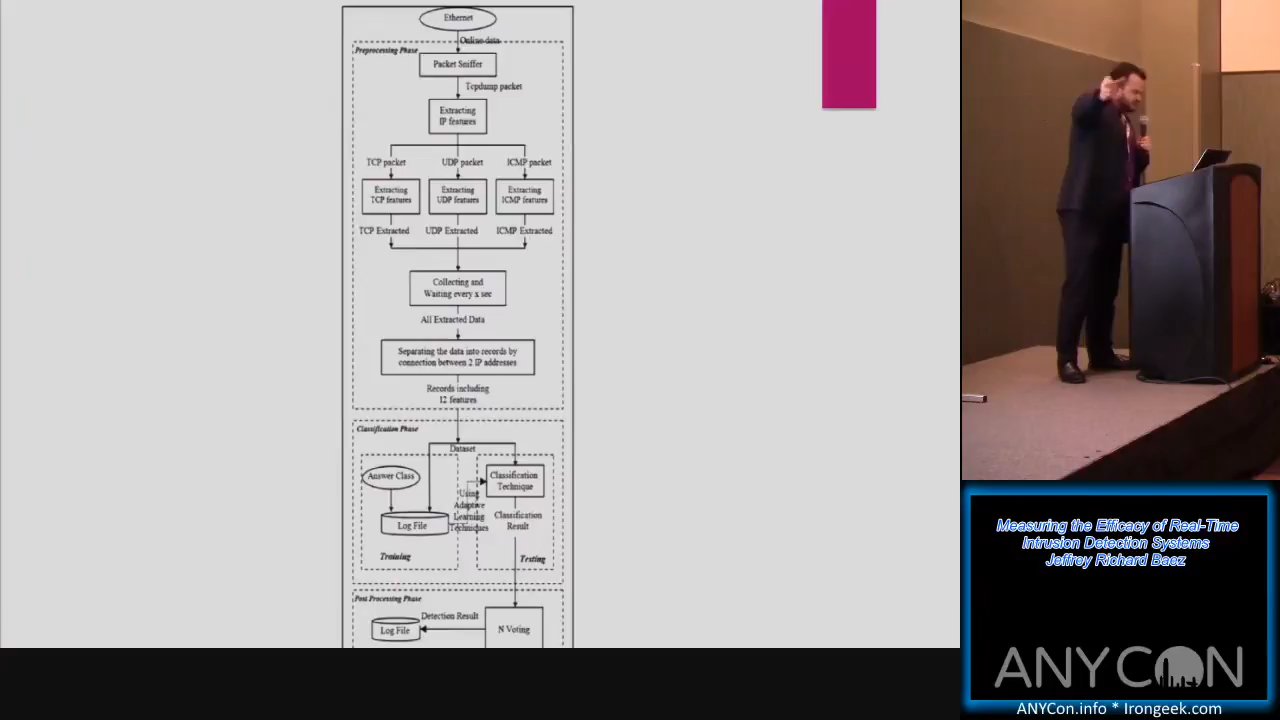 Ethernet
Online data
Preprocessing Phase
Packet Sniffer
Tcpdump packet
Extracting
IP features
TCP packet
UDP packet
ICMP packet
Extracting
TCP features
Extracting
UDP features
Extracting
ICMP features
TCP Extracted
UDP Extracted
ICMP Extracted
Collecting and
Waiting every x sec
All Extracted Data
Separating the data into records by
connection between 2 IP addresses
Records including
12 features
Classification Phase
Dataset
Answer Class
Log File
Training
Using
Adaptive
Learning
Techniques
Classification
Technique
Classification
Result
Testing
Post Processing Phase
Detection Result
Log File
N Voting
Measuring the Efficacy of Real-Time
Intrusion Detection Systems
Jeffrey Richard Baez
ANYCON
ANYCon.info * Irongeek.com